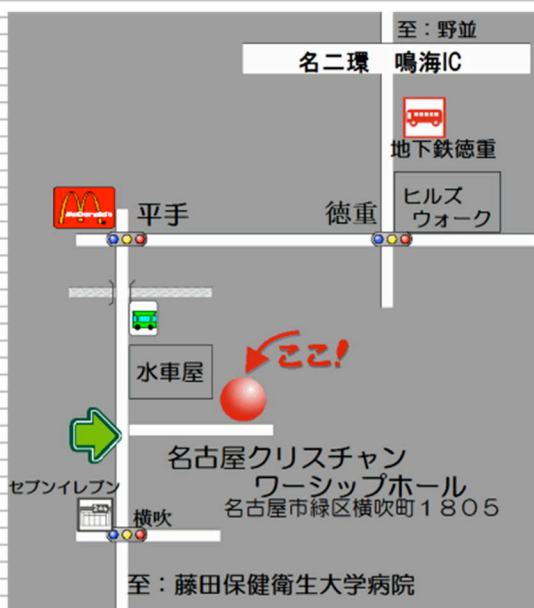 至：野並
名二環　鳴海IC
地下鉄徳重
ヒルズ
ウォーク
McDonald's
平手
徳重
ここ！
水車屋
名古屋クリスチャン
ワーシップホール
名古屋市緑区横吹町１８０５
セブンイレブン
横吹
至：藤田保健衛生大学病院